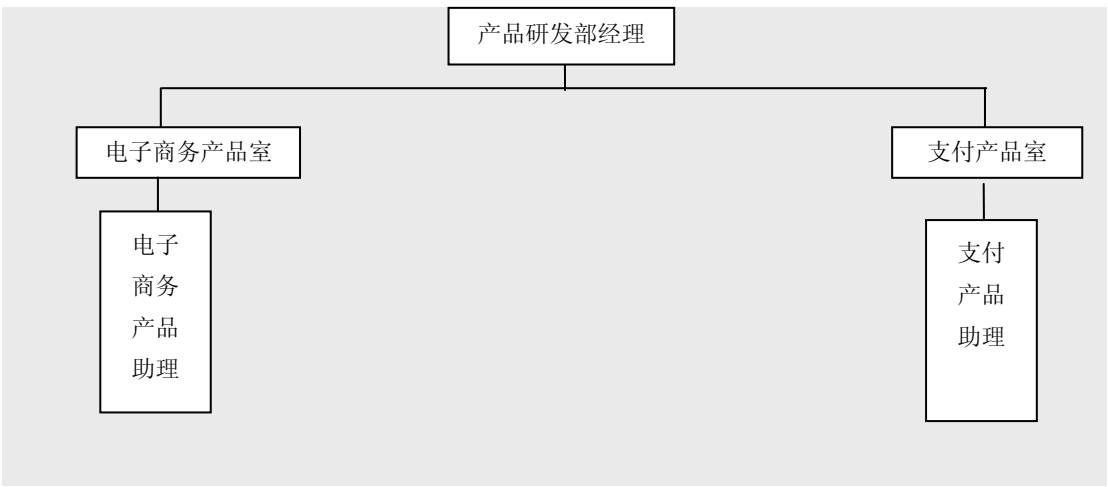 产品研发部经理
电子商务产品室
支付产品室
电子
商务
产品
助理
支付
产品
助理